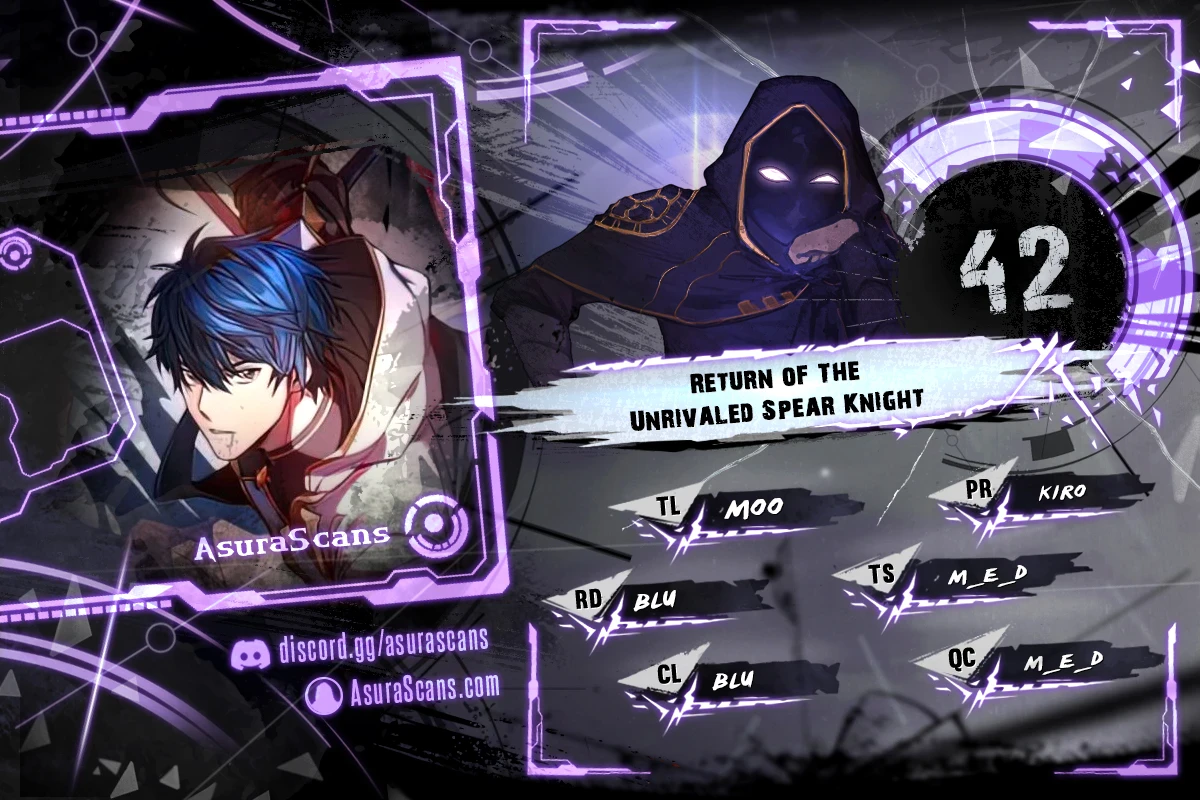 42
RETURN OF THE
UNRIVALED SPEAR KNIGHT
TL MOO
PR KIRO
RD BLU
TS M_E_D
CL BLU
QC M_E_D
AsuraScans
discord.gg/asurascans
AsuraScans.com